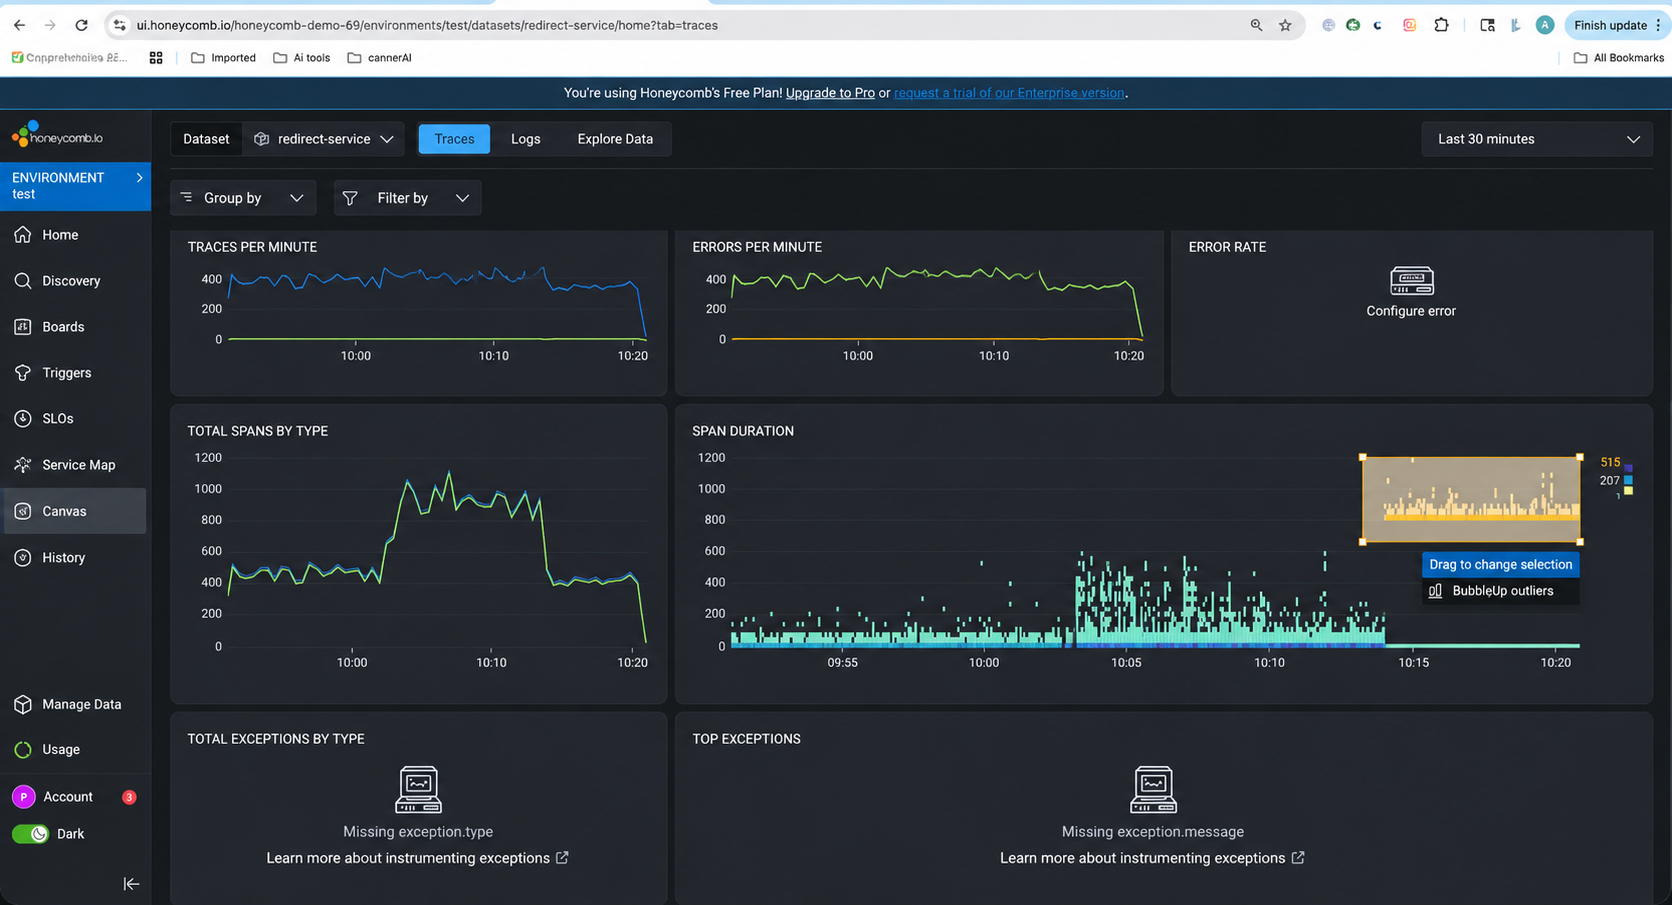 ui.honeycomb.io/honeycomb-demo-69/environments/test/datasets/redirect-service/home?tab=traces
A
Finish update
Imported
Ai tools
cannerAI
All Bookmarks
You're using Honeycomb's Free Plan! Upgrade to Pro or request a trial of our Enterprise version.
honeycomb.io
Dataset
redirect-service
Traces
Logs
Explore Data
Last 30 minutes
ENVIRONMENT
test
Group by
Filter by
Home
Discovery
Boards
Triggers
SLOs
Service Map
Canvas
History
Manage Data
Usage
P
Account
3
Dark
TRACES PER MINUTE
400
200
0
10:00
10:10
10:20
ERRORS PER MINUTE
400
200
0
10:00
10:10
10:20
ERROR RATE
Configure error
TOTAL SPANS BY TYPE
1200
1000
800
600
400
200
0
10:00
10:10
10:20
SPAN DURATION
1200
1000
800
600
400
200
0
09:55
10:00
10:05
10:10
10:15
10:20
515
207
1
Drag to change selection
BubbleUp outliers
TOTAL EXCEPTIONS BY TYPE
Missing exception.type
Learn more about instrumenting exceptions
TOP EXCEPTIONS
Missing exception.message
Learn more about instrumenting exceptions